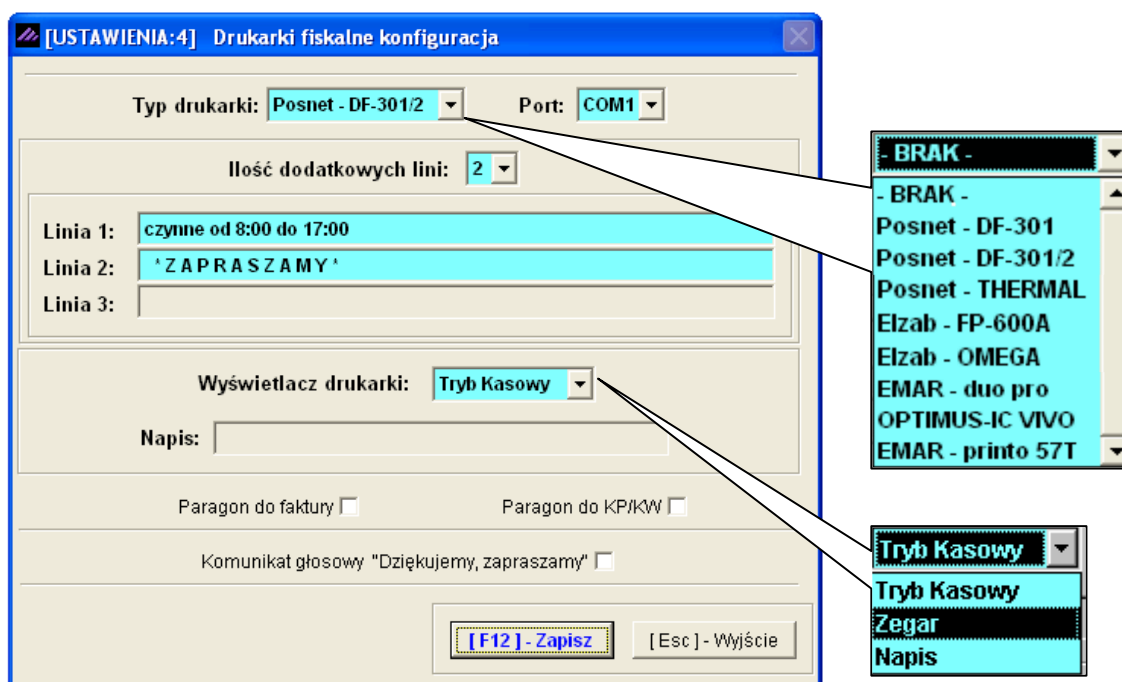 [USTAWIENIA:4] Drukarki fiskalne konfiguracja
Typ drukarki: Posnet - DF-301/2 Port: COM1
Ilość dodatkowych lini: 2
Linia 1: czynne od 8:00 do 17:00
Linia 2: *Z A P R A S Z A M Y*
Linia 3:
Wyświetlacz drukarki: Tryb Kasowy
Napis:
Paragon do faktury Paragon do KP/KW
Komunikat głosowy "Dziękujemy, zapraszamy"
[ F12 ] - Zapisz [ Esc ] - Wyjście
- BRAK -
- BRAK -
Posnet - DF-301
Posnet - DF-301/2
Posnet - THERMAL
Elzab - FP-600A
Elzab - OMEGA
EMAR - duo pro
OPTIMUS-IC VIVO
EMAR - printo 57T
Tryb Kasowy
Tryb Kasowy
Zegar
Napis